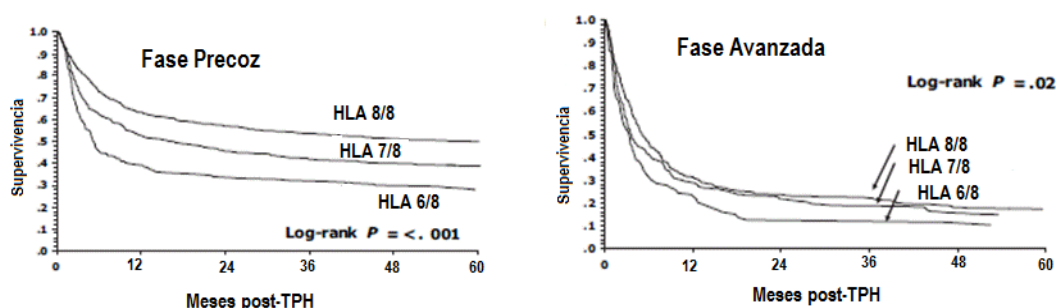 Fase Precoz
Supervivencia
1.0
.9
.8
.7
.6
.5
.4
.3
.2
.1
.0
HLA 8/8
HLA 7/8
HLA 6/8
Log-rank P = <. 001
0 12 24 36 48 60
Meses post-TPH
Fase Avanzada
Supervivencia
1.0
.9
.8
.7
.6
.5
.4
.3
.2
.1
.0
Log-rank P = .02
HLA 8/8
HLA 7/8
HLA 6/8
0 12 24 36 48 60
Meses post-TPH